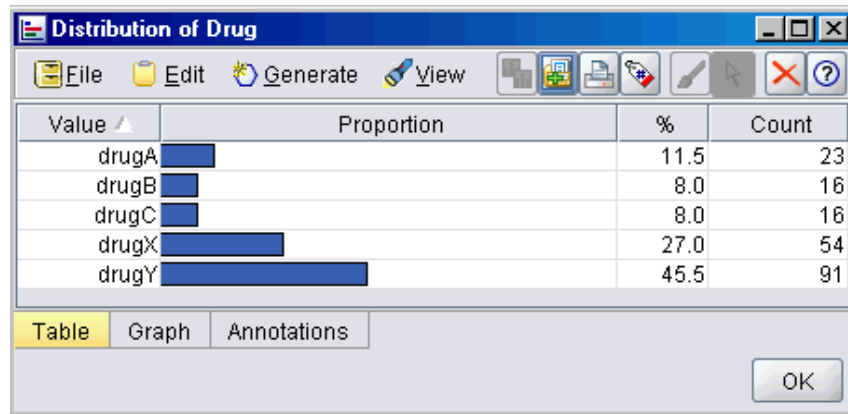 Distribution of Drug
File Edit Generate View
Value Proportion % Count
drugA 11.5 23
drugB 8.0 16
drugC 8.0 16
drugX 27.0 54
drugY 45.5 91
Table Graph Annotations
OK